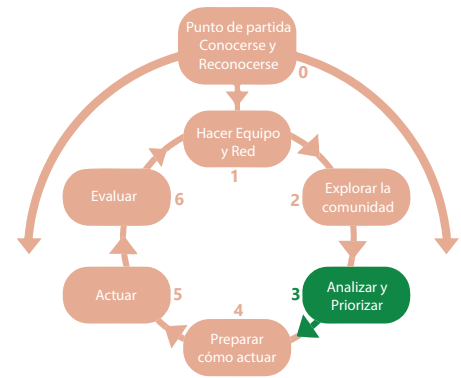 Punto de partida
Conocerse y
Reconocerse
0
Hacer Equipo
y Red
1
2
Explorar la
comunidad
3
Analizar y
Priorizar
4
Preparar
cómo actuar
5
Actuar
6
Evaluar